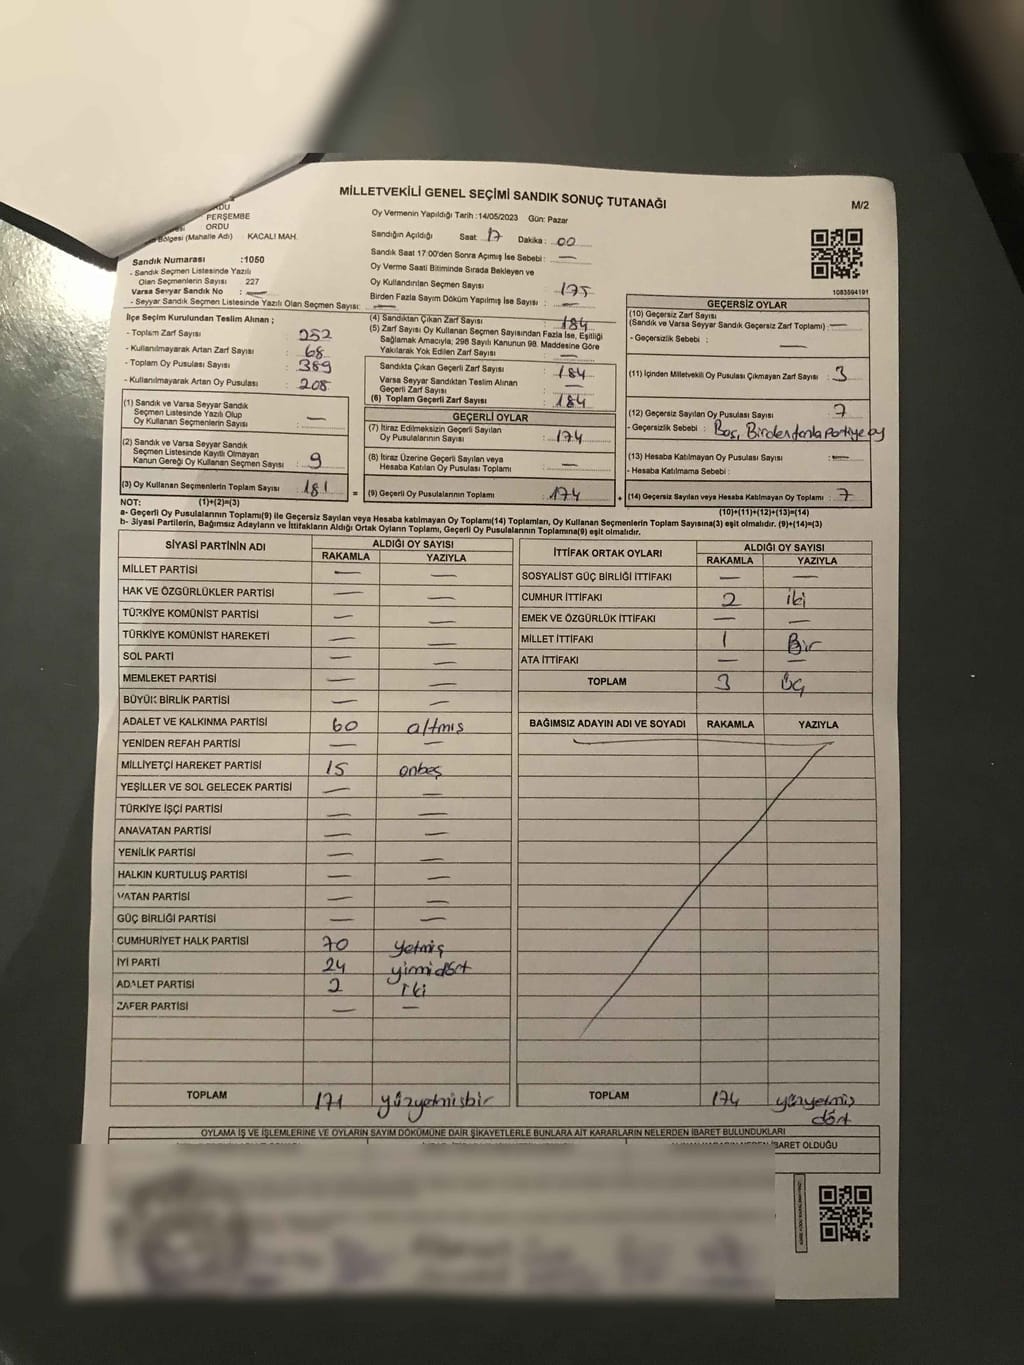 MİLLETVEKİLİ GENEL SEÇİMİ SANDIK SONUÇ TUTANAĞI
M/2
PERŞEMBE
ORDU
Bölgesi (Mahalle Adı) : KACALI MAH.
Sandık Numarası :1050
- Sandık Seçmen Listesinde Yazılı
Olan Seçmenlerin Sayısı : 227
Varsa Seyyar Sandık No : —
- Seyyar Sandık Seçmen Listesinde Yazılı Olan Seçmen Sayısı: —
Oy Vermenin Yapıldığı Tarih :14/05/2023 Gün: Pazar
Sandığın Açıldığı Saat : 17 Dakika : 00
Sandık Saat 17.00'den Sonra Açımış İse Sebebi : —
Oy Verme Saati Bitiminde Sırada Bekleyen ve
Oy Kullandırılan Seçmen Sayısı : 175
Birden Fazla Sayım Döküm Yapılmış İse Sayısı : —
1083594191
İlçe Seçim Kurulundan Teslim Alınan ;
- Toplam Zarf Sayısı : 252
- Kullanılmayarak Artan Zarf Sayısı : 68
- Toplam Oy Pusulası Sayısı : 389
- Kullanılmayarak Artan Oy Pusulası : 208
(1) Sandık ve Varsa Seyyar Sandık
Seçmen Listesinde Yazılı Olup
Oy Kullanan Seçmenlerin Sayısı : —
(2) Sandık ve Varsa Seyyar Sandık
Seçmen Listesinde Kayıtlı Olmayan
Kanun Gereği Oy Kullanan Seçmen Sayısı : 9
(3) Oy Kullanan Seçmenlerin Toplam Sayısı : 181
(4) Sandıktan Çıkan Zarf Sayısı : 184
(5) Zarf Sayısı Oy Kullanan Seçmen Sayısından Fazla İse, Eşitliği
Sağlamak Amacıyla, 298 Sayılı Kanunun 98. Maddesine Göre
Yakılarak Yok Edilen Zarf Sayısı : —
Sandıkta Çıkan Geçerli Zarf Sayısı : 184
Varsa Seyyar Sandıktan Teslim Alınan
Geçerli Zarf Sayısı : —
(6) Toplam Geçerli Zarf Sayısı : 184
GEÇERLİ OYLAR
(7) İtiraz Edilmeksizin Geçerli Sayılan
Oy Pusulalarının Sayısı : 174
(8) İtiraz Üzerine Geçerli Sayılan veya
Hesaba Katılan Oy Pusulası Toplamı : —
= (9) Geçerli Oy Pusulalarının Toplamı : 174 +
GEÇERSİZ OYLAR
(10) Geçersiz Zarf Sayısı
(Sandık ve Varsa Seyyar Sandık Geçersiz Zarf Toplamı) : —
- Geçersizlik Sebebi : —
(11) İçinden Milletvekili Oy Pusulası Çıkmayan Zarf Sayısı : 3
(12) Geçersiz Sayılan Oy Pusulası Sayısı : 7
- Geçersizlik Sebebi : Boş, Birden fazla Partiye oy
(13) Hesaba Katılmayan Oy Pusulası Sayısı : —
- Hesaba Katılmama Sebebi :
(14) Geçersiz Sayılan veya Hesaba Katılmayan Oy Toplamı : 7
NOT: (1)+(2)=(3)
(10)+(11)+(12)+(13)=(14)
a- Geçerli Oy Pusulalarının Toplamı(9) ile Geçersiz Sayılan veya Hesaba katılmayan Oy Toplamı(14) Toplamları, Oy Kullanan Seçmenlerin Toplam Sayısına(3) eşit olmalıdır. (9)+(14)=(3)
b- Siyasi Partilerin, Bağımsız Adayların ve İttifakların Aldığı Ortak Oyların Toplamı, Geçerli Oy Pusulalarının Toplamına(9) eşit olmalıdır.
SİYASİ PARTİNİN ADI ALDIĞI OY SAYISI
RAKAMLA YAZIYLA
MİLLET PARTİSİ — —
HAK VE ÖZGÜRLÜKLER PARTİSİ — —
TÜRKİYE KOMÜNİST PARTİSİ — —
TÜRKİYE KOMÜNİST HAREKETİ — —
SOL PARTİ — —
MEMLEKET PARTİSİ — —
BÜYÜK BİRLİK PARTİSİ — —
ADALET VE KALKINMA PARTİSİ 60 altmış
YENİDEN REFAH PARTİSİ — —
MİLLİYETÇİ HAREKET PARTİSİ 15 onbeş
YEŞİLLER VE SOL GELECEK PARTİSİ — —
TÜRKİYE İŞÇİ PARTİSİ — —
ANAVATAN PARTİSİ — —
YENİLİK PARTİSİ — —
HALKIN KURTULUŞ PARTİSİ — —
VATAN PARTİSİ — —
GÜÇ BİRLİĞİ PARTİSİ — —
CUMHURİYET HALK PARTİSİ 70 yetmiş
İYİ PARTİ 24 yirmidört
ADALET PARTİSİ 2 iki
ZAFER PARTİSİ — —
TOPLAM 171 yüzyetmişbir
İTTİFAK ORTAK OYLARI ALDIĞI OY SAYISI
RAKAMLA YAZIYLA
SOSYALİST GÜÇ BİRLİĞİ İTTİFAKI — —
CUMHUR İTTİFAKI 2 iki
EMEK VE ÖZGÜRLÜK İTTİFAKI — —
MİLLET İTTİFAKI 1 Bir
ATA İTTİFAKI — —
TOPLAM 3 üç
BAĞIMSIZ ADAYIN ADI VE SOYADI RAKAMLA YAZIYLA
TOPLAM 174 yüzyetmiş
dört
OYLAMA İŞ VE İŞLEMLERİNE VE OYLARIN SAYIM DÖKÜMÜNE DAİR ŞİKAYETLERLE BUNLARA AİT KARARLARIN NELERDEN İBARET BULUNDUKLARI
İBARET OLDUĞU